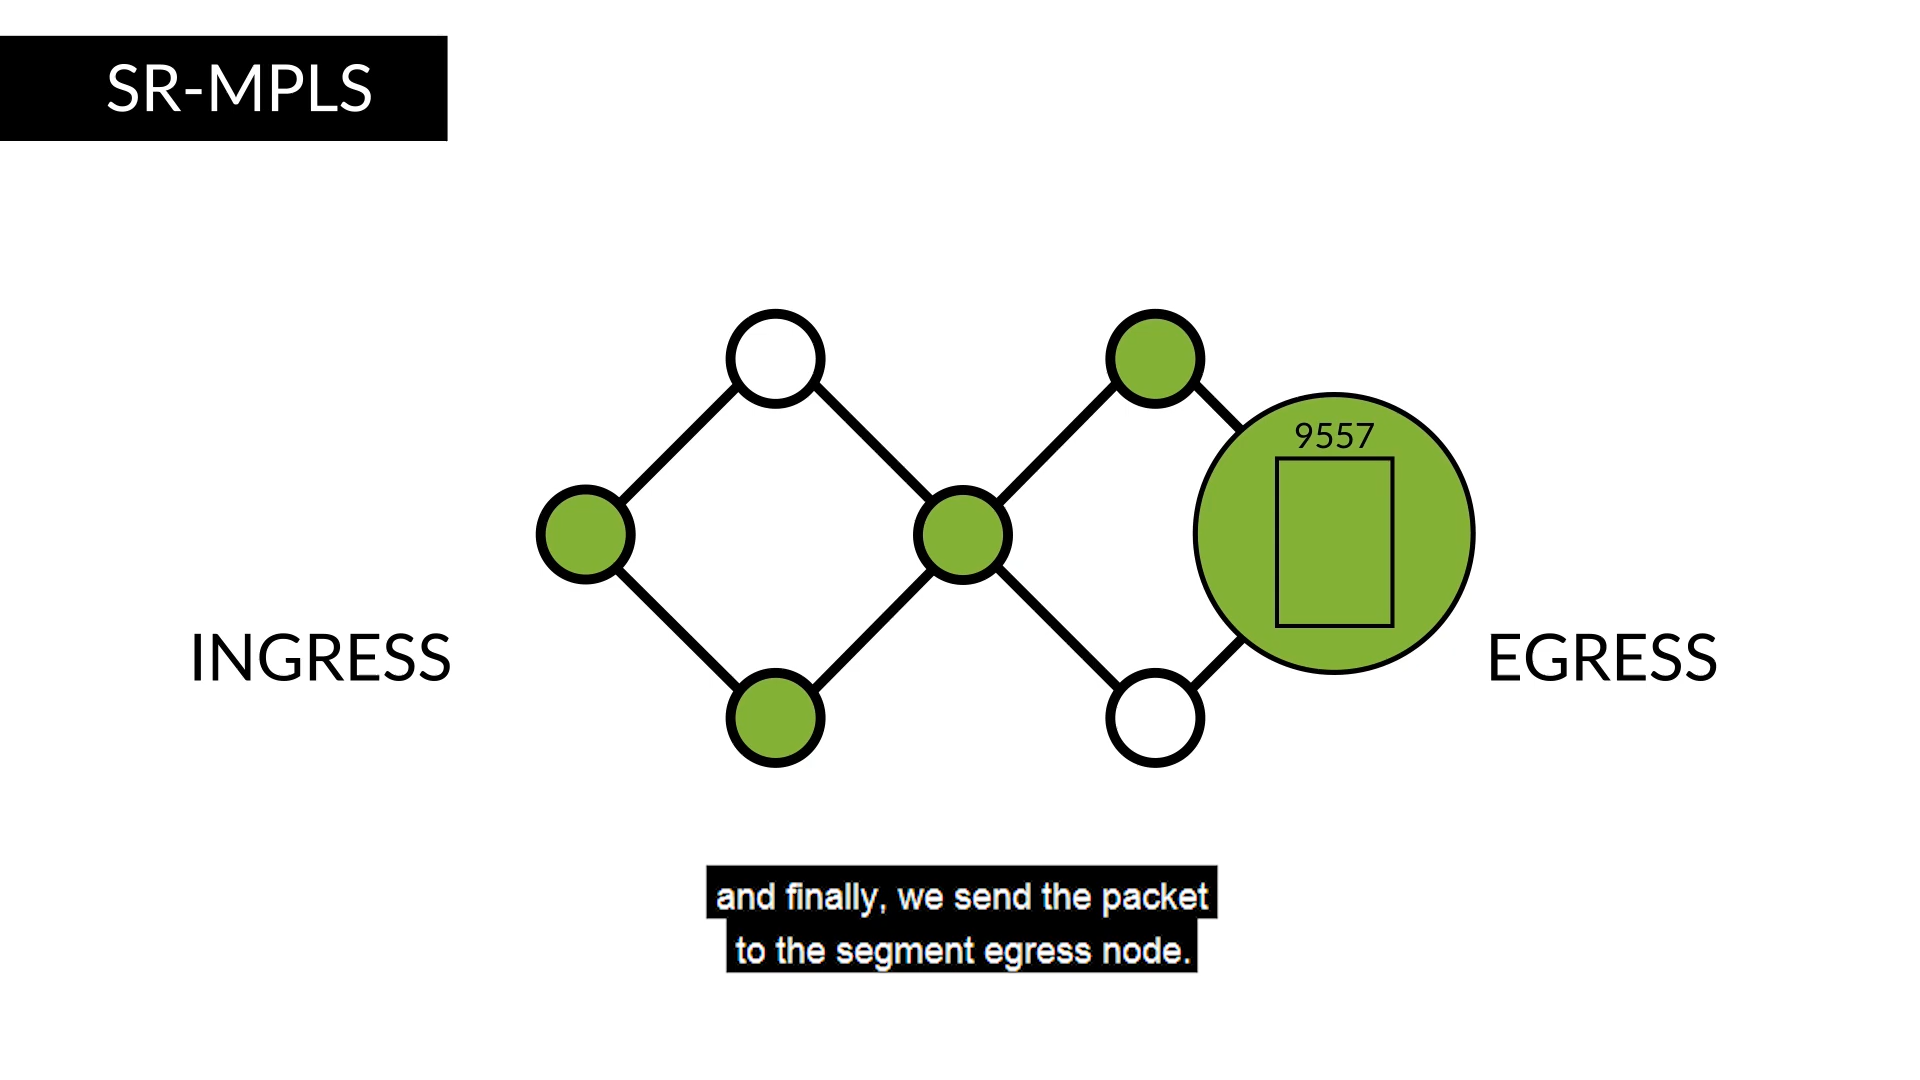 SR-MPLS
9557
INGRESS
EGRESS
and finally, we send the packet
to the segment egress node.